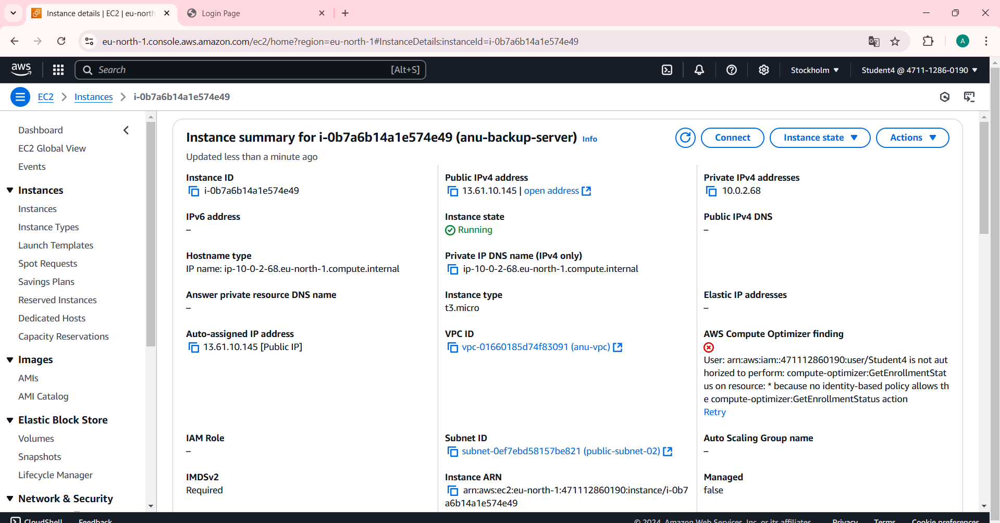 Instance details | EC2 | eu-north
Login Page
eu-north-1.console.aws.amazon.com/ec2/home?region=eu-north-1#InstanceDetails:instanceId=i-0b7a6b14a1e574e49
A
aws
Search
[Alt+S]
Stockholm
Student4 @ 4711-1286-0190
EC2
Instances
i-0b7a6b14a1e574e49
Dashboard
EC2 Global View
Events
Instances
Instances
Instance Types
Launch Templates
Spot Requests
Savings Plans
Reserved Instances
Dedicated Hosts
Capacity Reservations
Images
AMIs
AMI Catalog
Elastic Block Store
Volumes
Snapshots
Lifecycle Manager
Network & Security
Instance summary for i-0b7a6b14a1e574e49 (anu-backup-server) Info
Updated less than a minute ago
Connect
Instance state
Actions
Instance ID
i-0b7a6b14a1e574e49
Public IPv4 address
13.61.10.145 | open address
Private IPv4 addresses
10.0.2.68
IPv6 address
–
Instance state
Running
Public IPv4 DNS
–
Hostname type
IP name: ip-10-0-2-68.eu-north-1.compute.internal
Private IP DNS name (IPv4 only)
ip-10-0-2-68.eu-north-1.compute.internal
Answer private resource DNS name
–
Instance type
t3.micro
Elastic IP addresses
–
Auto-assigned IP address
13.61.10.145 [Public IP]
VPC ID
vpc-01660185d74f83091 (anu-vpc)
AWS Compute Optimizer finding
User: arn:aws:iam::471112860190:user/Student4 is not aut
horized to perform: compute-optimizer:GetEnrollmentStat
us on resource: * because no identity-based policy allows th
e compute-optimizer:GetEnrollmentStatus action
Retry
IAM Role
–
Subnet ID
subnet-0ef7ebd58157be821 (public-subnet-02)
Auto Scaling Group name
–
IMDSv2
Required
Instance ARN
arn:aws:ec2:eu-north-1:471112860190:instance/i-0b7
a6b14a1e574e49
Managed
false
CloudShell
Feedback
© 2024, Amazon Web Services, Inc. or its affiliates.
Privacy
Terms
Cookie preferences